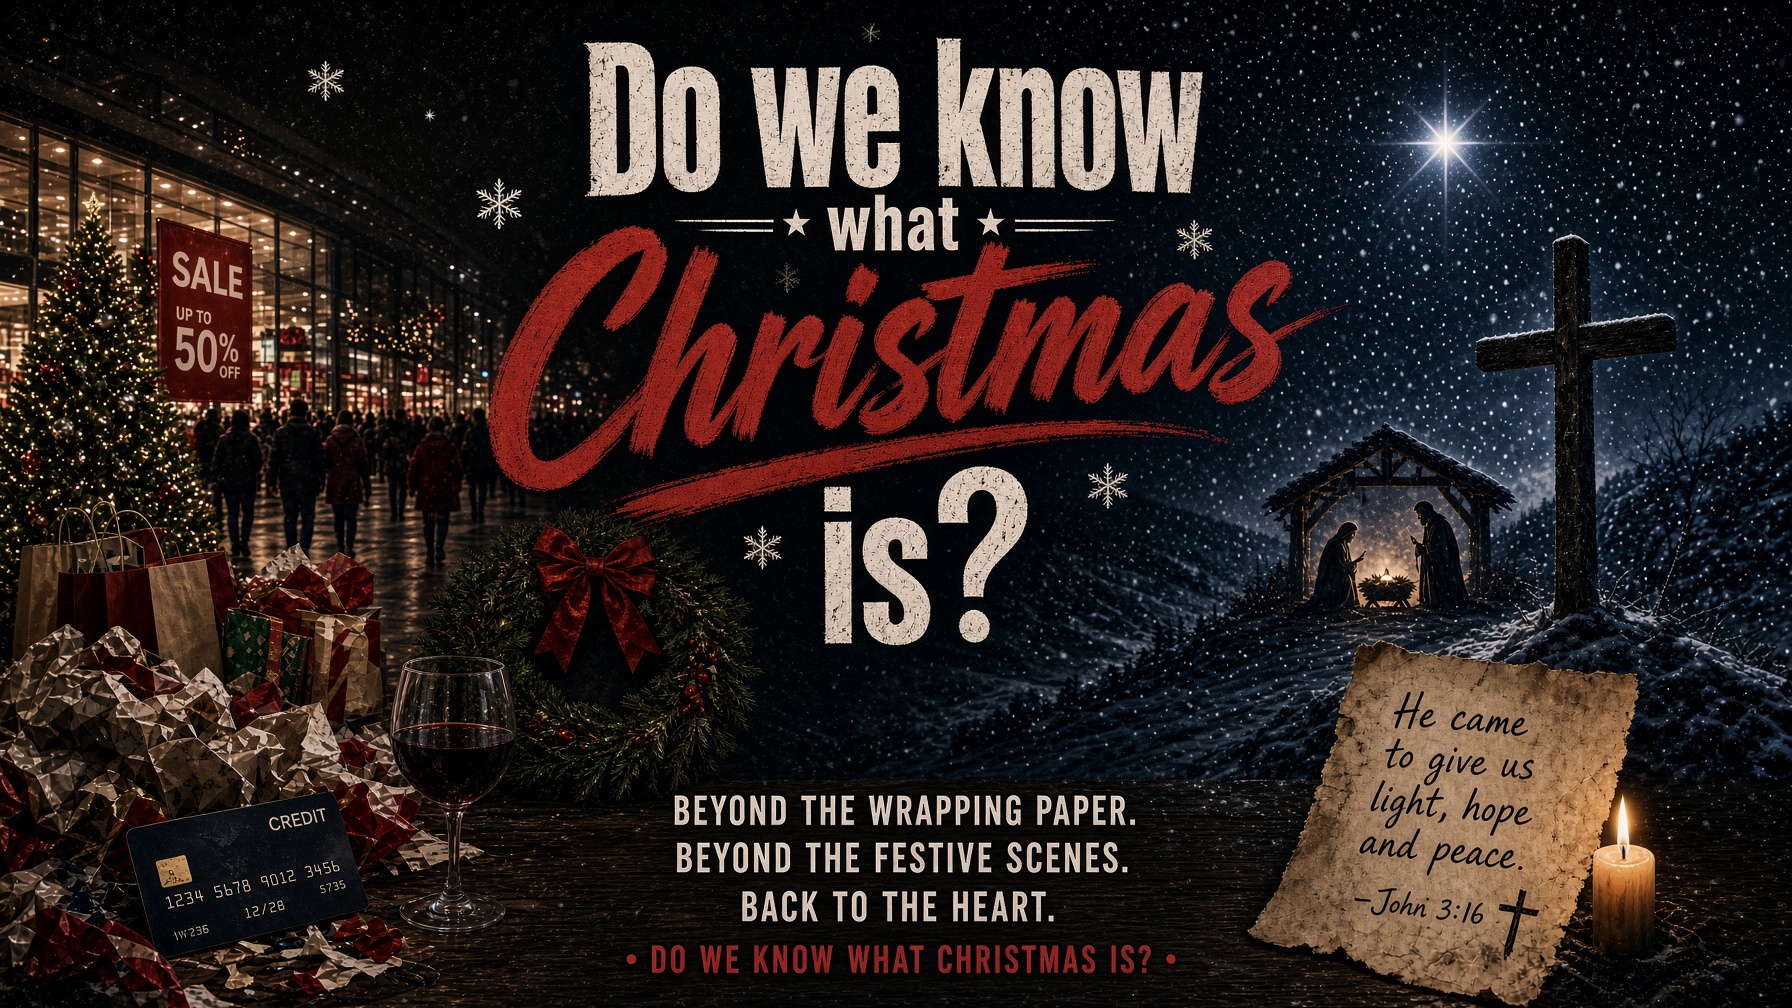 Do we know
what
Christmas
is?
SALE
UP TO
50%
OFF
CREDIT
1234 5678 9012 3456
5735
12/28
1W236
BEYOND THE WRAPPING PAPER.
BEYOND THE FESTIVE SCENES.
BACK TO THE HEART.
• DO WE KNOW WHAT CHRISTMAS IS? •
He came
to give us
light, hope
and peace.
–John 3:16